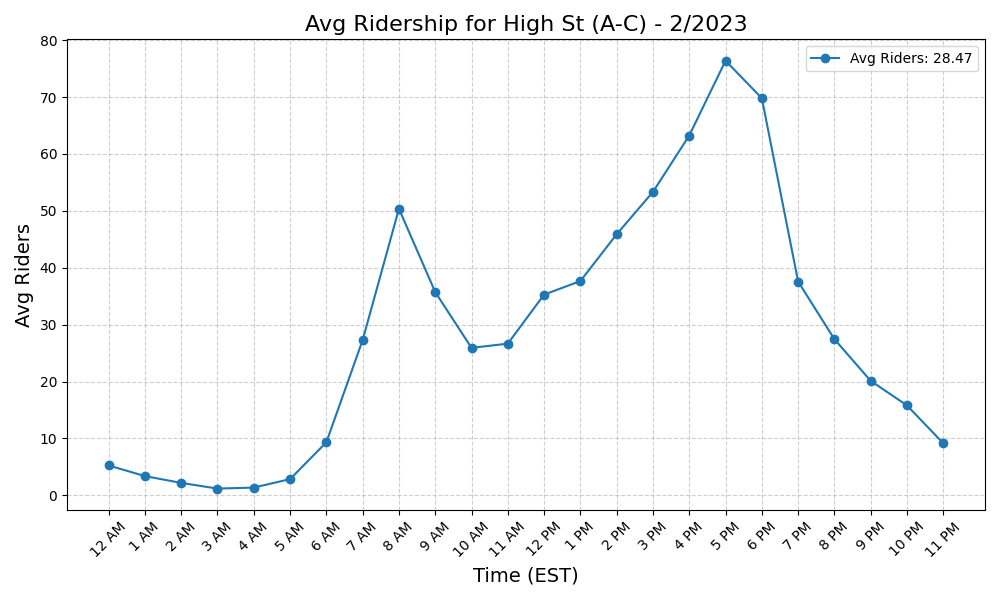 Avg Ridership for High St (A-C) - 2/2023
Avg Riders: 28.47
Avg Riders
80
70
60
50
40
30
20
10
0
12 AM
1 AM
2 AM
3 AM
4 AM
5 AM
6 AM
7 AM
8 AM
9 AM
10 AM
11 AM
12 PM
1 PM
2 PM
3 PM
4 PM
5 PM
6 PM
7 PM
8 PM
9 PM
10 PM
11 PM
Time (EST)